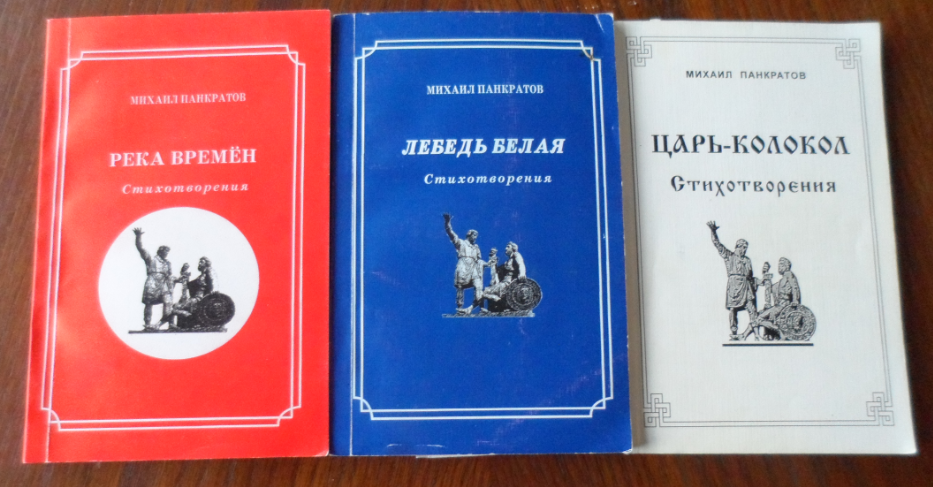 МИХАИЛ ПАНКРАТОВ
РЕКА ВРЕМЁН
Стихотворения
МИХАИЛ ПАНКРАТОВ
ЛЕБЕДЬ БЕЛАЯ
Стихотворения
МИХАИЛ ПАНКРАТОВ
ЦАРЬ-КОЛОКОЛ
Стихотворения